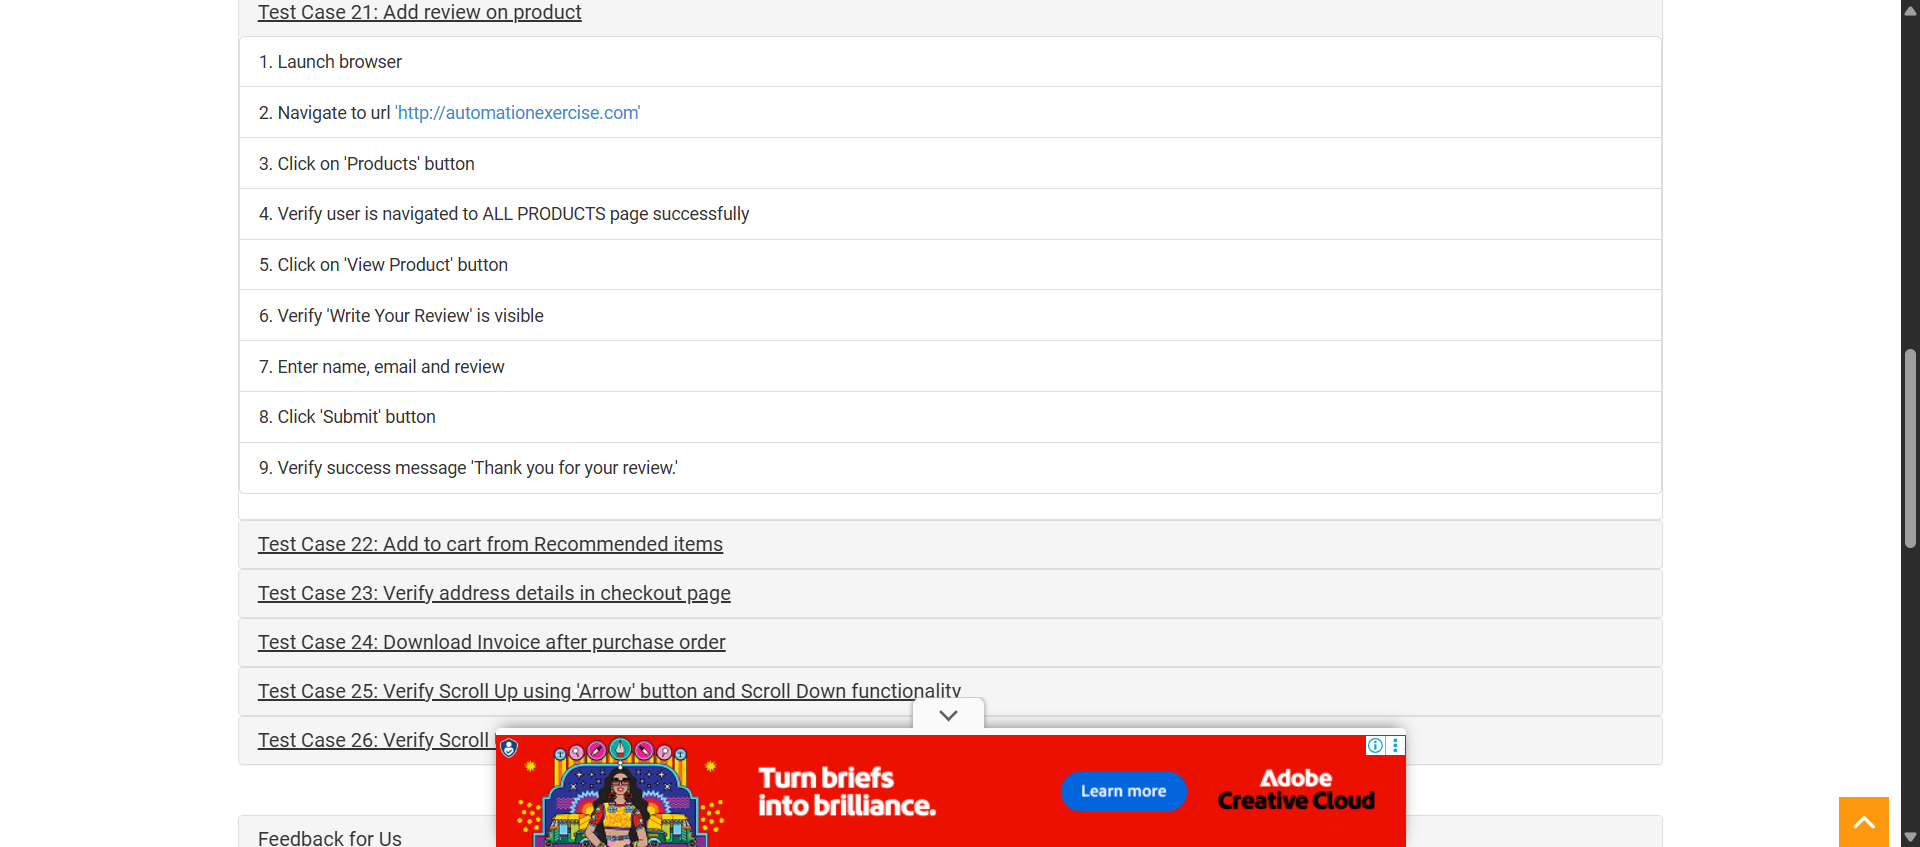 Test Case 21: Add review on product
1. Launch browser
2. Navigate to url 'http://automationexercise.com'
3. Click on 'Products' button
4. Verify user is navigated to ALL PRODUCTS page successfully
5. Click on 'View Product' button
6. Verify 'Write Your Review' is visible
7. Enter name, email and review
8. Click 'Submit' button
9. Verify success message 'Thank you for your review.'
Test Case 22: Add to cart from Recommended items
Test Case 23: Verify address details in checkout page
Test Case 24: Download Invoice after purchase order
Test Case 25: Verify Scroll Up using 'Arrow' button and Scroll Down functionality
Test Case 26: Verify Scroll
Turn briefs
into brilliance.
Learn more
Adobe
Creative Cloud
Feedback for Us